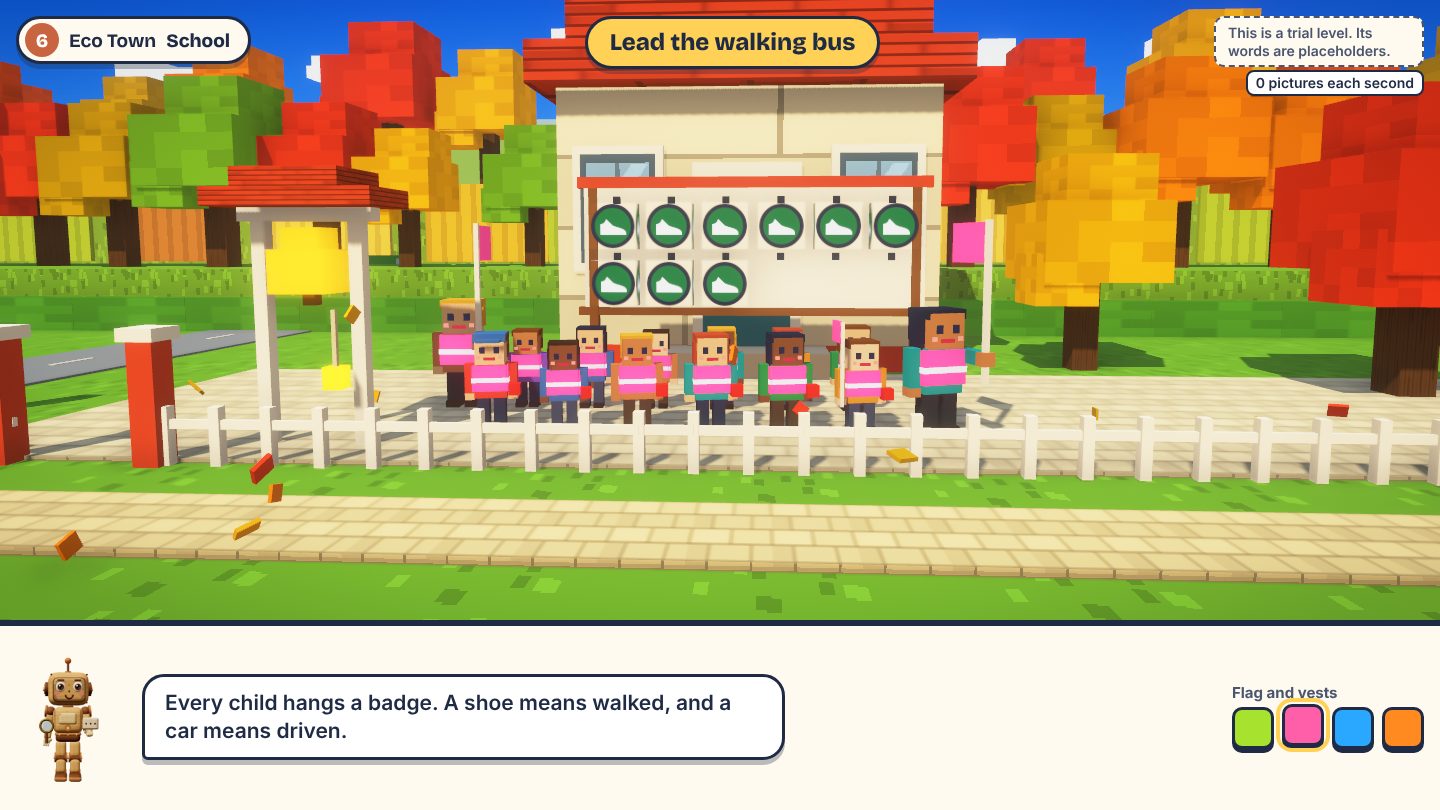 6 Eco Town School
Lead the walking bus
This is a trial level. Its
words are placeholders.
0 pictures each second
Every child hangs a badge. A shoe means walked, and a
car means driven.
Flag and vests